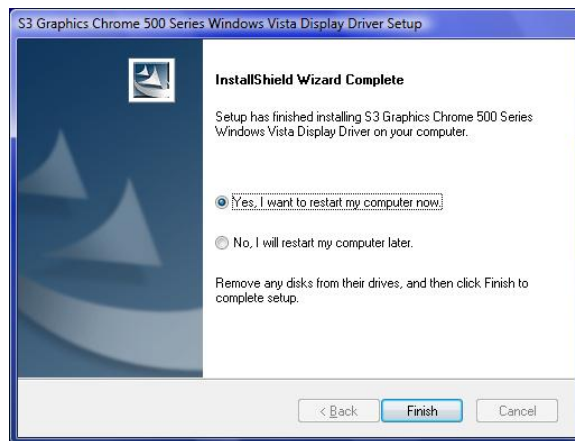 S3 Graphics Chrome 500 Series Windows Vista Display Driver Setup
InstallShield Wizard Complete
Setup has finished installing S3 Graphics Chrome 500 Series
Windows Vista Display Driver on your computer.
Yes, I want to restart my computer now.
No, I will restart my computer later.
Remove any disks from their drives, and then click Finish to
complete setup.
< Back Finish Cancel